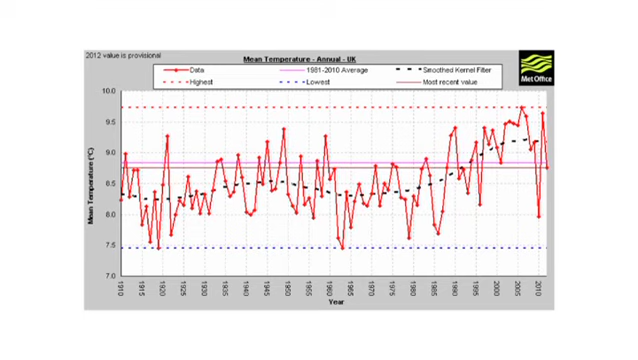 2012 value is provisional
Mean Temperature - Annual - UK
Data 1981-2010 Average Smoothed Kernel Filter
Highest Lowest Most recent value
Met Office
Mean Temperature (°C)
10.0
9.5
9.0
8.5
8.0
7.5
7.0
1910 1915 1920 1925 1930 1935 1940 1945 1950 1955 1960 1965 1970 1975 1980 1985 1990 1995 2000 2005 2010
Year